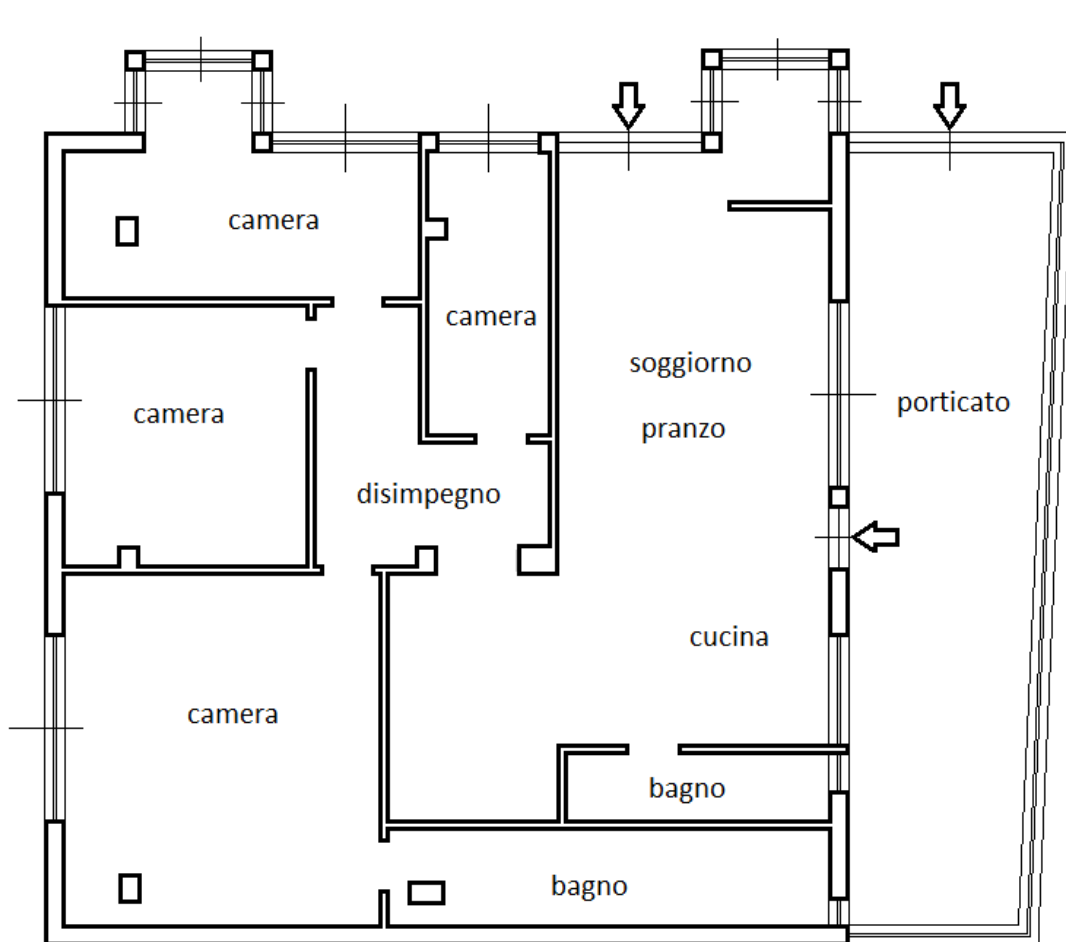 camera
camera
soggiorno
pranzo
porticato
camera
disimpegno
cucina
camera
bagno
bagno